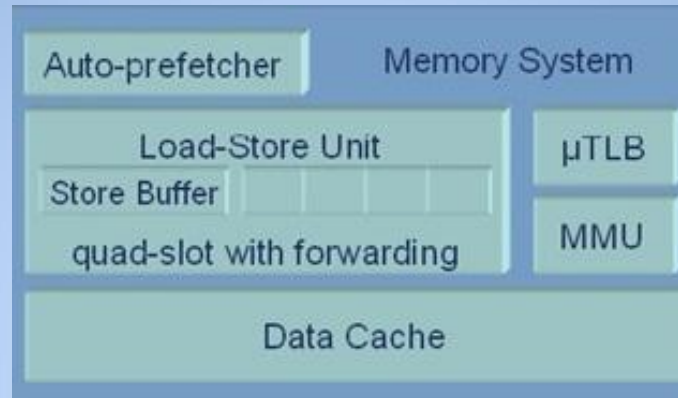 Auto-prefetcher
Memory System
Load-Store Unit
Store Buffer
quad-slot with forwarding
µTLB
MMU
Data Cache